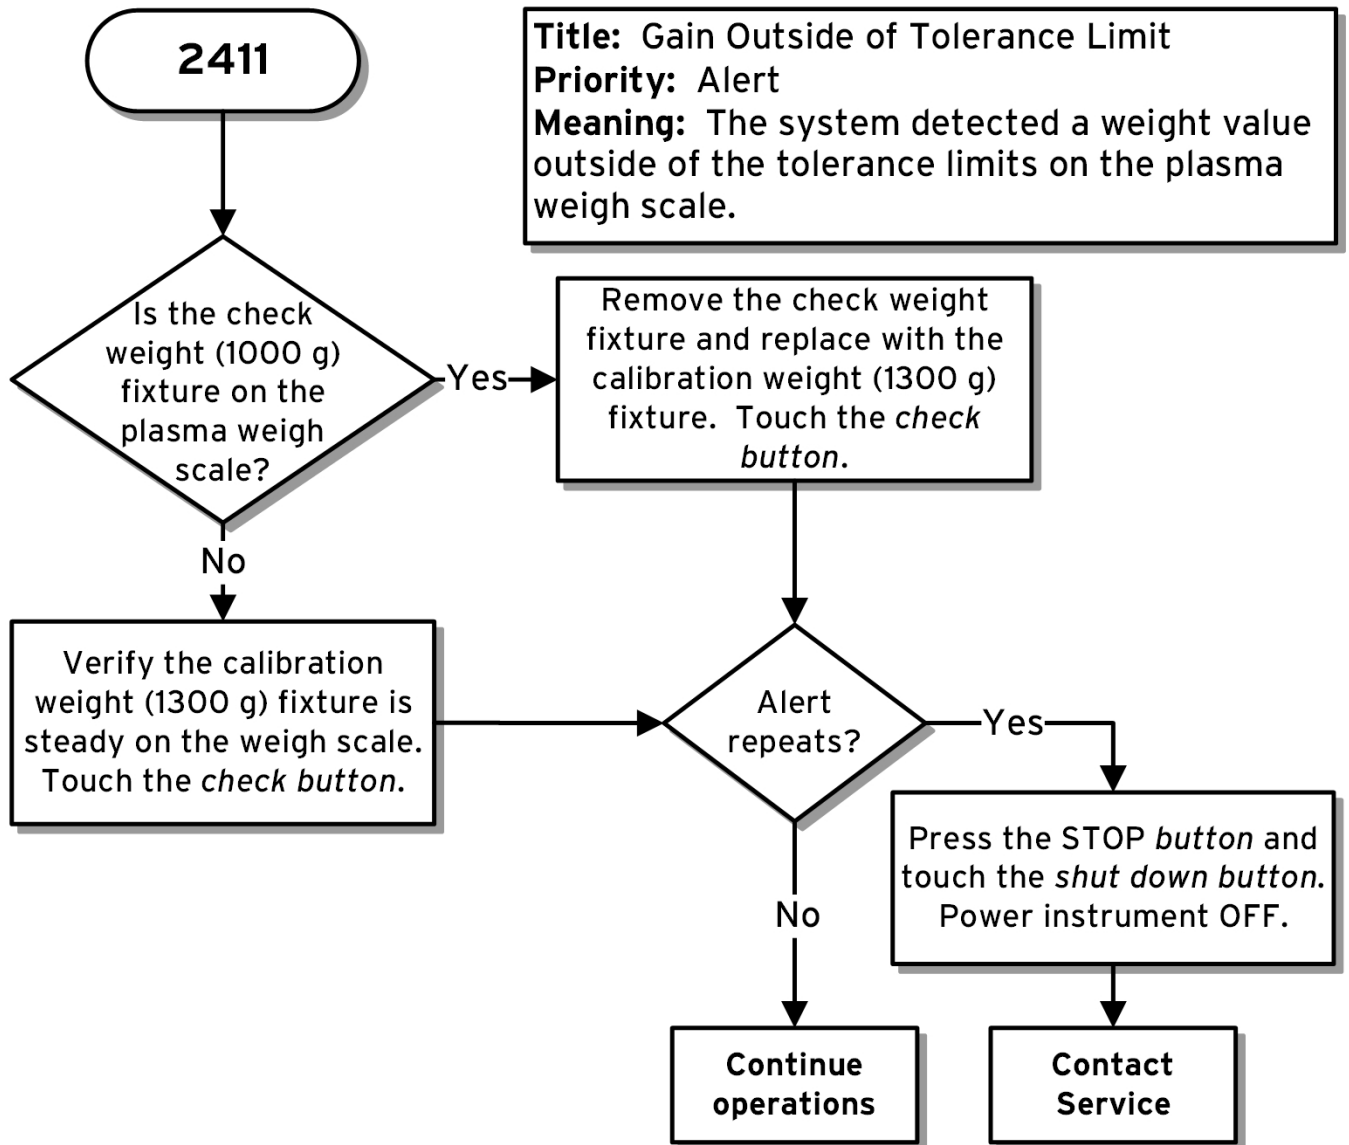 2411
Title: Gain Outside of Tolerance Limit
Priority: Alert
Meaning: The system detected a weight value
outside of the tolerance limits on the plasma
weigh scale.
Is the check
weight (1000 g)
fixture on the
plasma weigh
scale?
Yes
Remove the check weight
fixture and replace with the
calibration weight (1300 g)
fixture. Touch the check
button.
No
Verify the calibration
weight (1300 g) fixture is
steady on the weigh scale.
Touch the check button.
Alert
repeats?
Yes
Press the STOP button and
touch the shut down button.
Power instrument OFF.
No
Continue
operations
Contact
Service